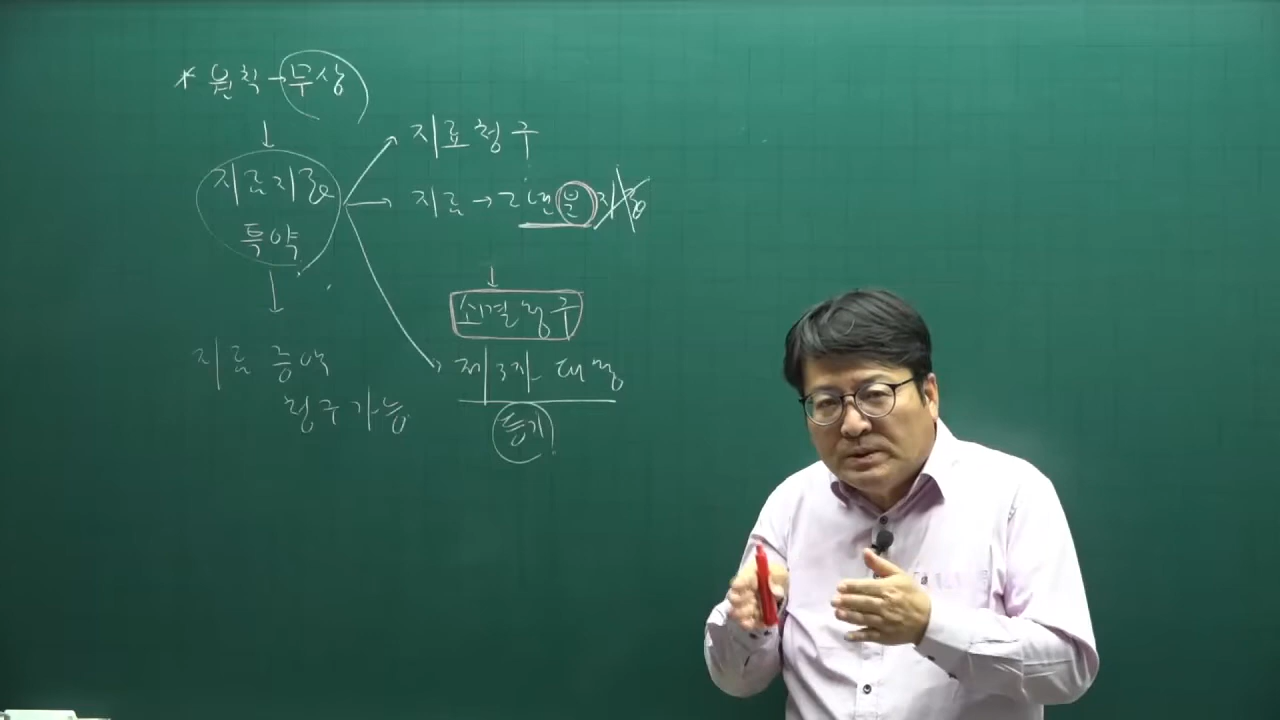 * 원칙 → 무상
↓
지료지급 특약
→ 지료청구
→ 지료 → 2년분 지급
↓
소멸청구
→ 제3자 대항
등기!
↓
지료 증액
청구 가능